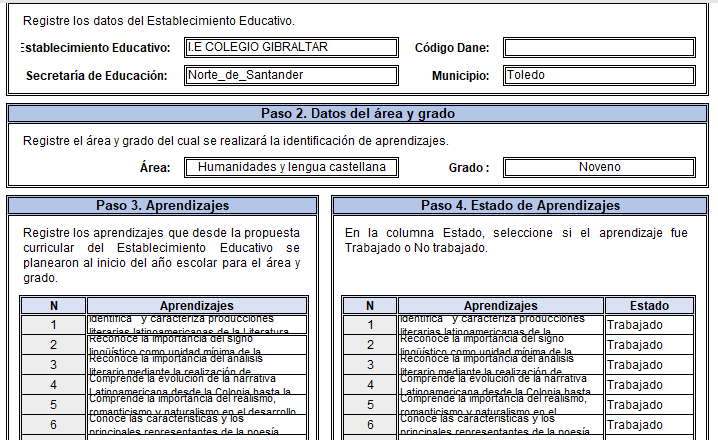 Registre los datos del Establecimiento Educativo.
Establecimiento Educativo: I.E COLEGIO GIBRALTAR Código Dane:
Secretaría de Educación: Norte_de_Santander Municipio: Toledo
Paso 2. Datos del área y grado
Registre el área y grado del cual se realizará la identificación de aprendizajes.
Área: Humanidades y lengua castellana Grado : Noveno
Paso 3. Aprendizajes
Registre los aprendizajes que desde la propuesta
curricular del Establecimiento Educativo se
planearon al inicio del año escolar para el área y
grado.
N Aprendizajes
1 Identifica y caracteriza producciones
literarias latinoamericanas de la Literatura
2 Reconoce la importancia del signo
lingüístico como unidad mínima de la
3 Reconoce la importancia del análisis
literario mediante la realización de
4 Comprende la evolución de la narrativa
Latinoamericana desde la Colonia hasta la
5 Comprende la importancia del realismo,
romanticismo y naturalismo en el desarrollo
6 Conoce las características y los
principales representantes de la poesía
Paso 4. Estado de Aprendizajes
En la columna Estado, seleccione si el aprendizaje fue
Trabajado o No trabajado.
N Aprendizajes Estado
1 Identifica y caracteriza producciones
literarias latinoamericanas de la Trabajado
2 Reconoce la importancia del signo
lingüístico como unidad mínima de la Trabajado
3 Reconoce la importancia del análisis
literario mediante la realización de Trabajado
4 Comprende la evolución de la narrativa
Latinoamericana desde la Colonia hasta Trabajado
5 Comprende la importancia del realismo,
romanticismo y naturalismo en el Trabajado
6 Conoce las características y los
principales representantes de la poesía Trabajado